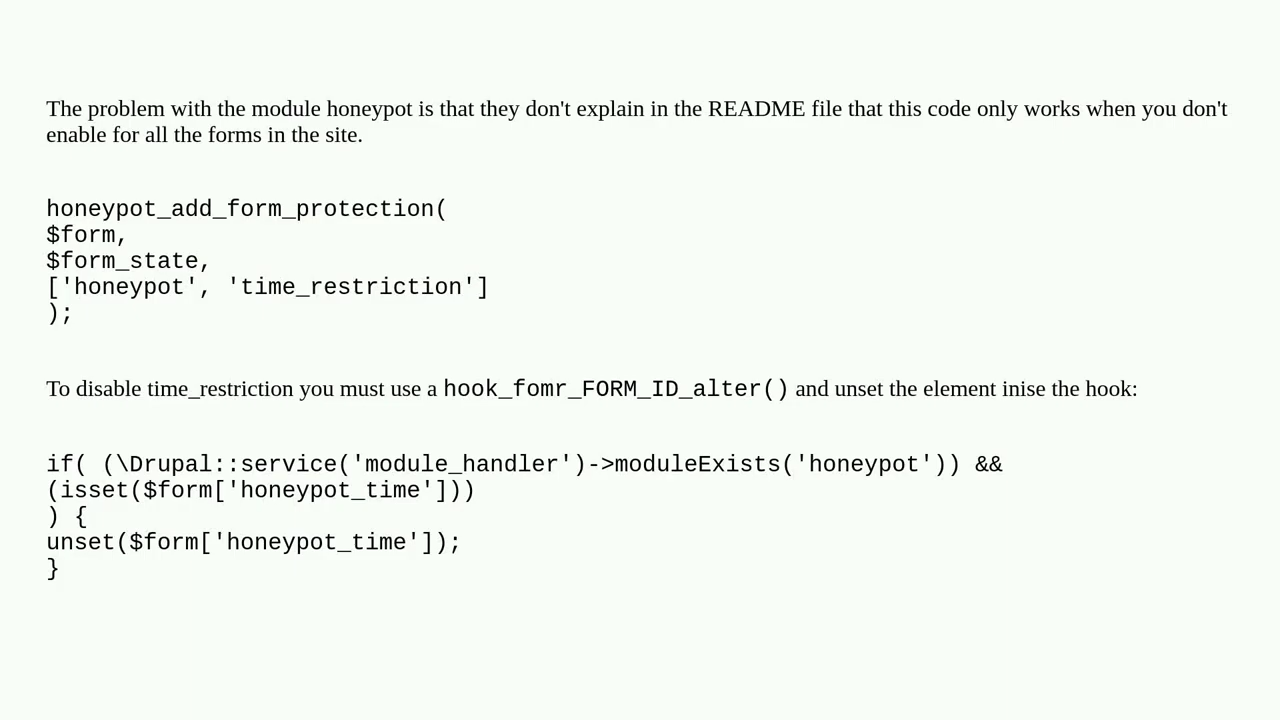 The problem with the module honeypot is that they don't explain in the README file that this code only works when you don't
enable for all the forms in the site.
honeypot_add_form_protection(
$form,
$form_state,
['honeypot', 'time_restriction']
);
To disable time_restriction you must use a hook_fomr_FORM_ID_alter() and unset the element inise the hook:
if( (\Drupal::service('module_handler')->moduleExists('honeypot')) &&
(isset($form['honeypot_time']))
) {
unset($form['honeypot_time']);
}